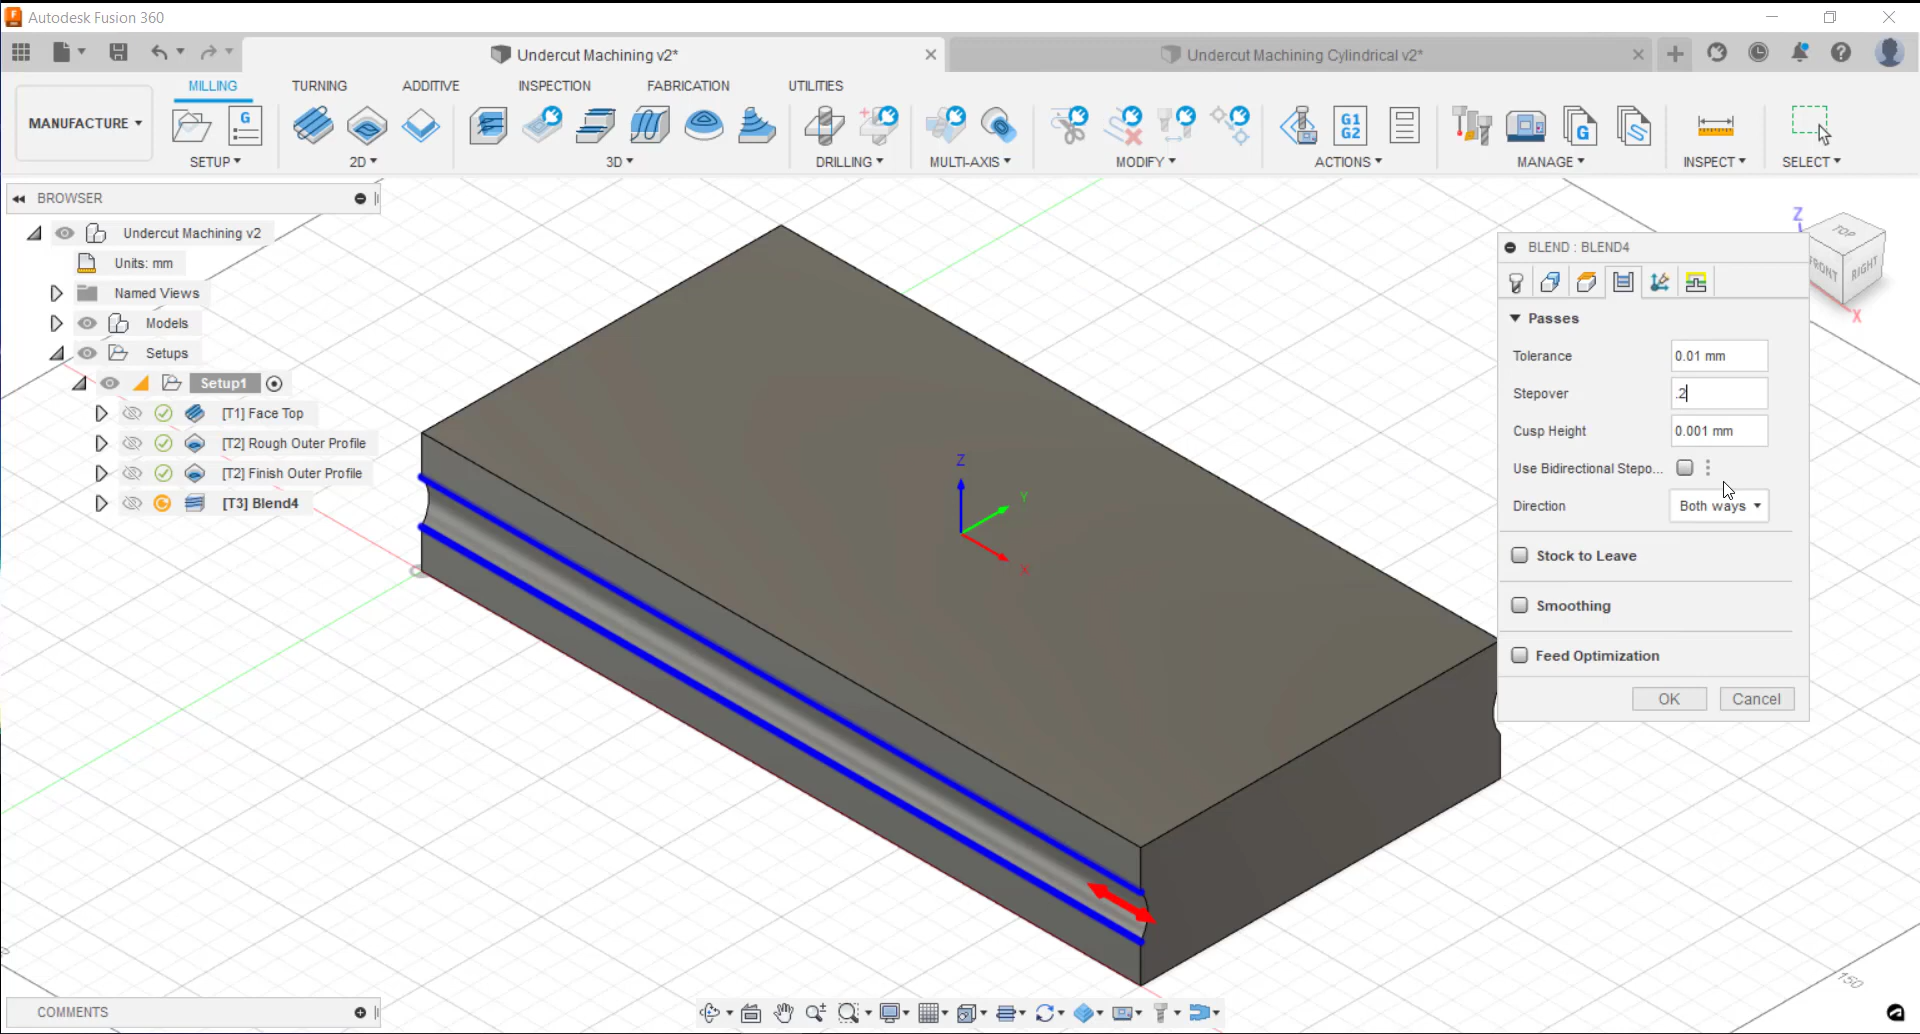 Autodesk Fusion 360
Undercut Machining v2*
Undercut Machining Cylindrical v2*
MILLING
TURNING
ADDITIVE
INSPECTION
FABRICATION
UTILITIES
MANUFACTURE
G
G1
G2
G
SETUP
2D
3D
DRILLING
MULTI-AXIS
MODIFY
ACTIONS
MANAGE
INSPECT
SELECT
BROWSER
Undercut Machining v2
Units: mm
Named Views
Models
Setups
Setup1
[T1] Face Top
[T2] Rough Outer Profile
[T2] Finish Outer Profile
[T3] Blend4
Z
Y
X
Z
TOP
FRONT
RIGHT
X
BLEND : BLEND4
Passes
Tolerance 0.01 mm
Stepover .2
Cusp Height 0.001 mm
Use Bidirectional Stepo...
Direction Both ways
Stock to Leave
Smoothing
Feed Optimization
OK Cancel
150
COMMENTS